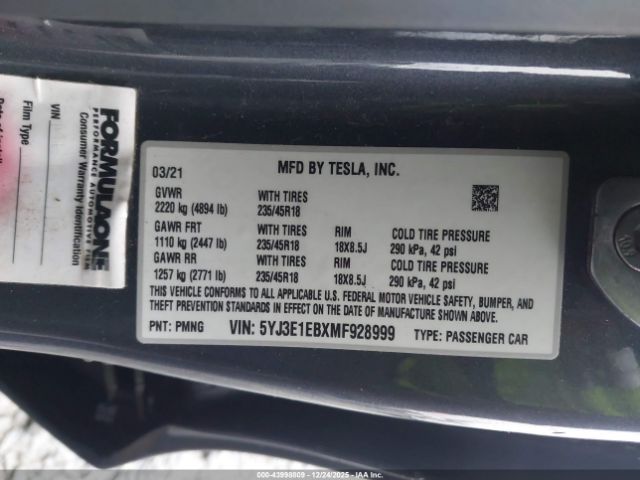 FORMULAONE
PERFORMANCE AUTOMOTIVE FILM
Consumer Warranty Identification
VIN
Film Type
03/21 MFD BY TESLA, INC.
GVWR WITH TIRES
2220 kg (4894 lb) 235/45R18
GAWR FRT WITH TIRES RIM COLD TIRE PRESSURE
1110 kg (2447 lb) 235/45R18 18X8.5J 290 kPa, 42 psi
GAWR RR WITH TIRES RIM COLD TIRE PRESSURE
1257 kg (2771 lb) 235/45R18 18X8.5J 290 kPa, 42 psi
THIS VEHICLE CONFORMS TO ALL APPLICABLE U.S. FEDERAL MOTOR VEHICLE SAFETY, BUMPER, AND
THEFT PREVENTION STANDARDS IN EFFECT ON THE DATE OF MANUFACTURE SHOWN ABOVE.
PNT: PMNG VIN: 5YJ3E1EBXMF928999 TYPE: PASSENGER CAR
000-43998809 - 12/24/2025 - IAAI COPYRIGHT